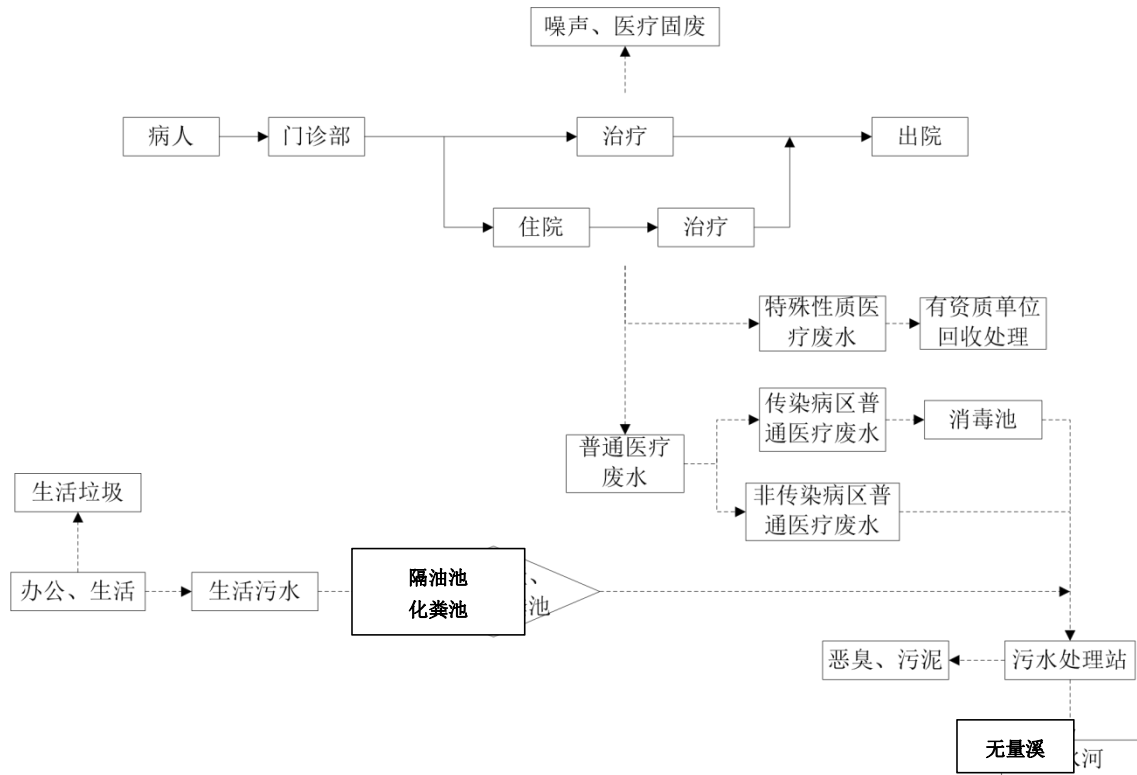 噪声、医疗固废
病人
门诊部
治疗
出院
住院
治疗
特殊性质医
疗废水
有资质单位
回收处理
传染病区普
通医疗废水
消毒池
普通医疗
废水
非传染病区普
通医疗废水
生活垃圾
办公、生活
生活污水
隔油池
化粪池
、
池
恶臭、污泥
污水处理站
无量溪
河